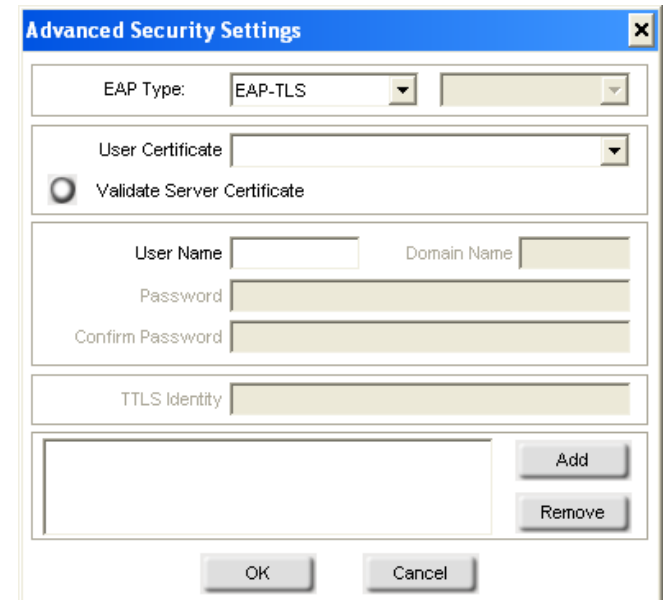 Advanced Security Settings
EAP Type: EAP-TLS
User Certificate
Validate Server Certificate
User Name Domain Name
Password
Confirm Password
TTLS Identity
Add
Remove
OK Cancel